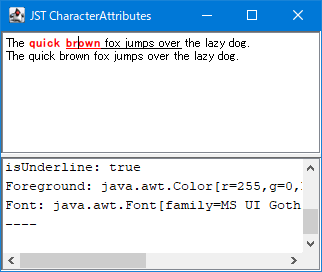 JST CharacterAttributes
The quick brown fox jumps over the lazy dog.
The quick brown fox jumps over the lazy dog.
isUnderline: true
Foreground: java.awt.Color[r=255,g=0,
Font: java.awt.Font[family=MS UI Goth
----